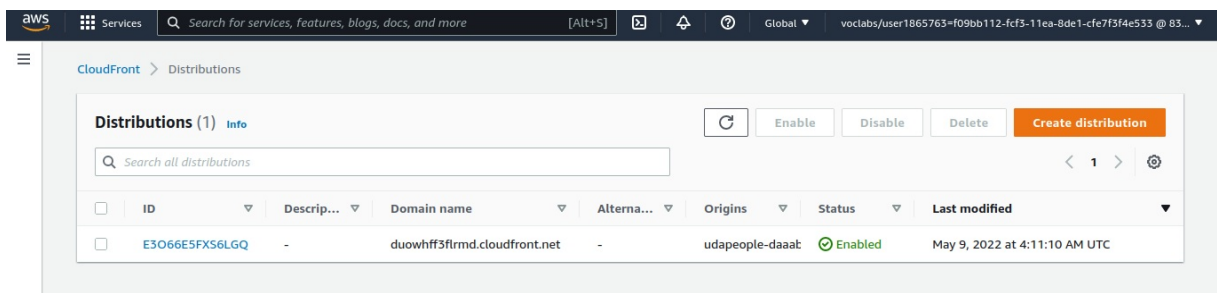 aws Services Search for services, features, blogs, docs, and more [Alt+S] Global voclabs/user1865763=f09bb112-fcf3-11ea-8de1-cfe7f3f4e533 @ 83...
CloudFront > Distributions
Distributions (1) Info
Enable Disable Delete Create distribution
Search all distributions
< 1 >
ID Descrip... Domain name Alterna... Origins Status Last modified
E3O66E5FXS6LGQ - duowhff3flrmd.cloudfront.net - udapeople-daaab Enabled May 9, 2022 at 4:11:10 AM UTC